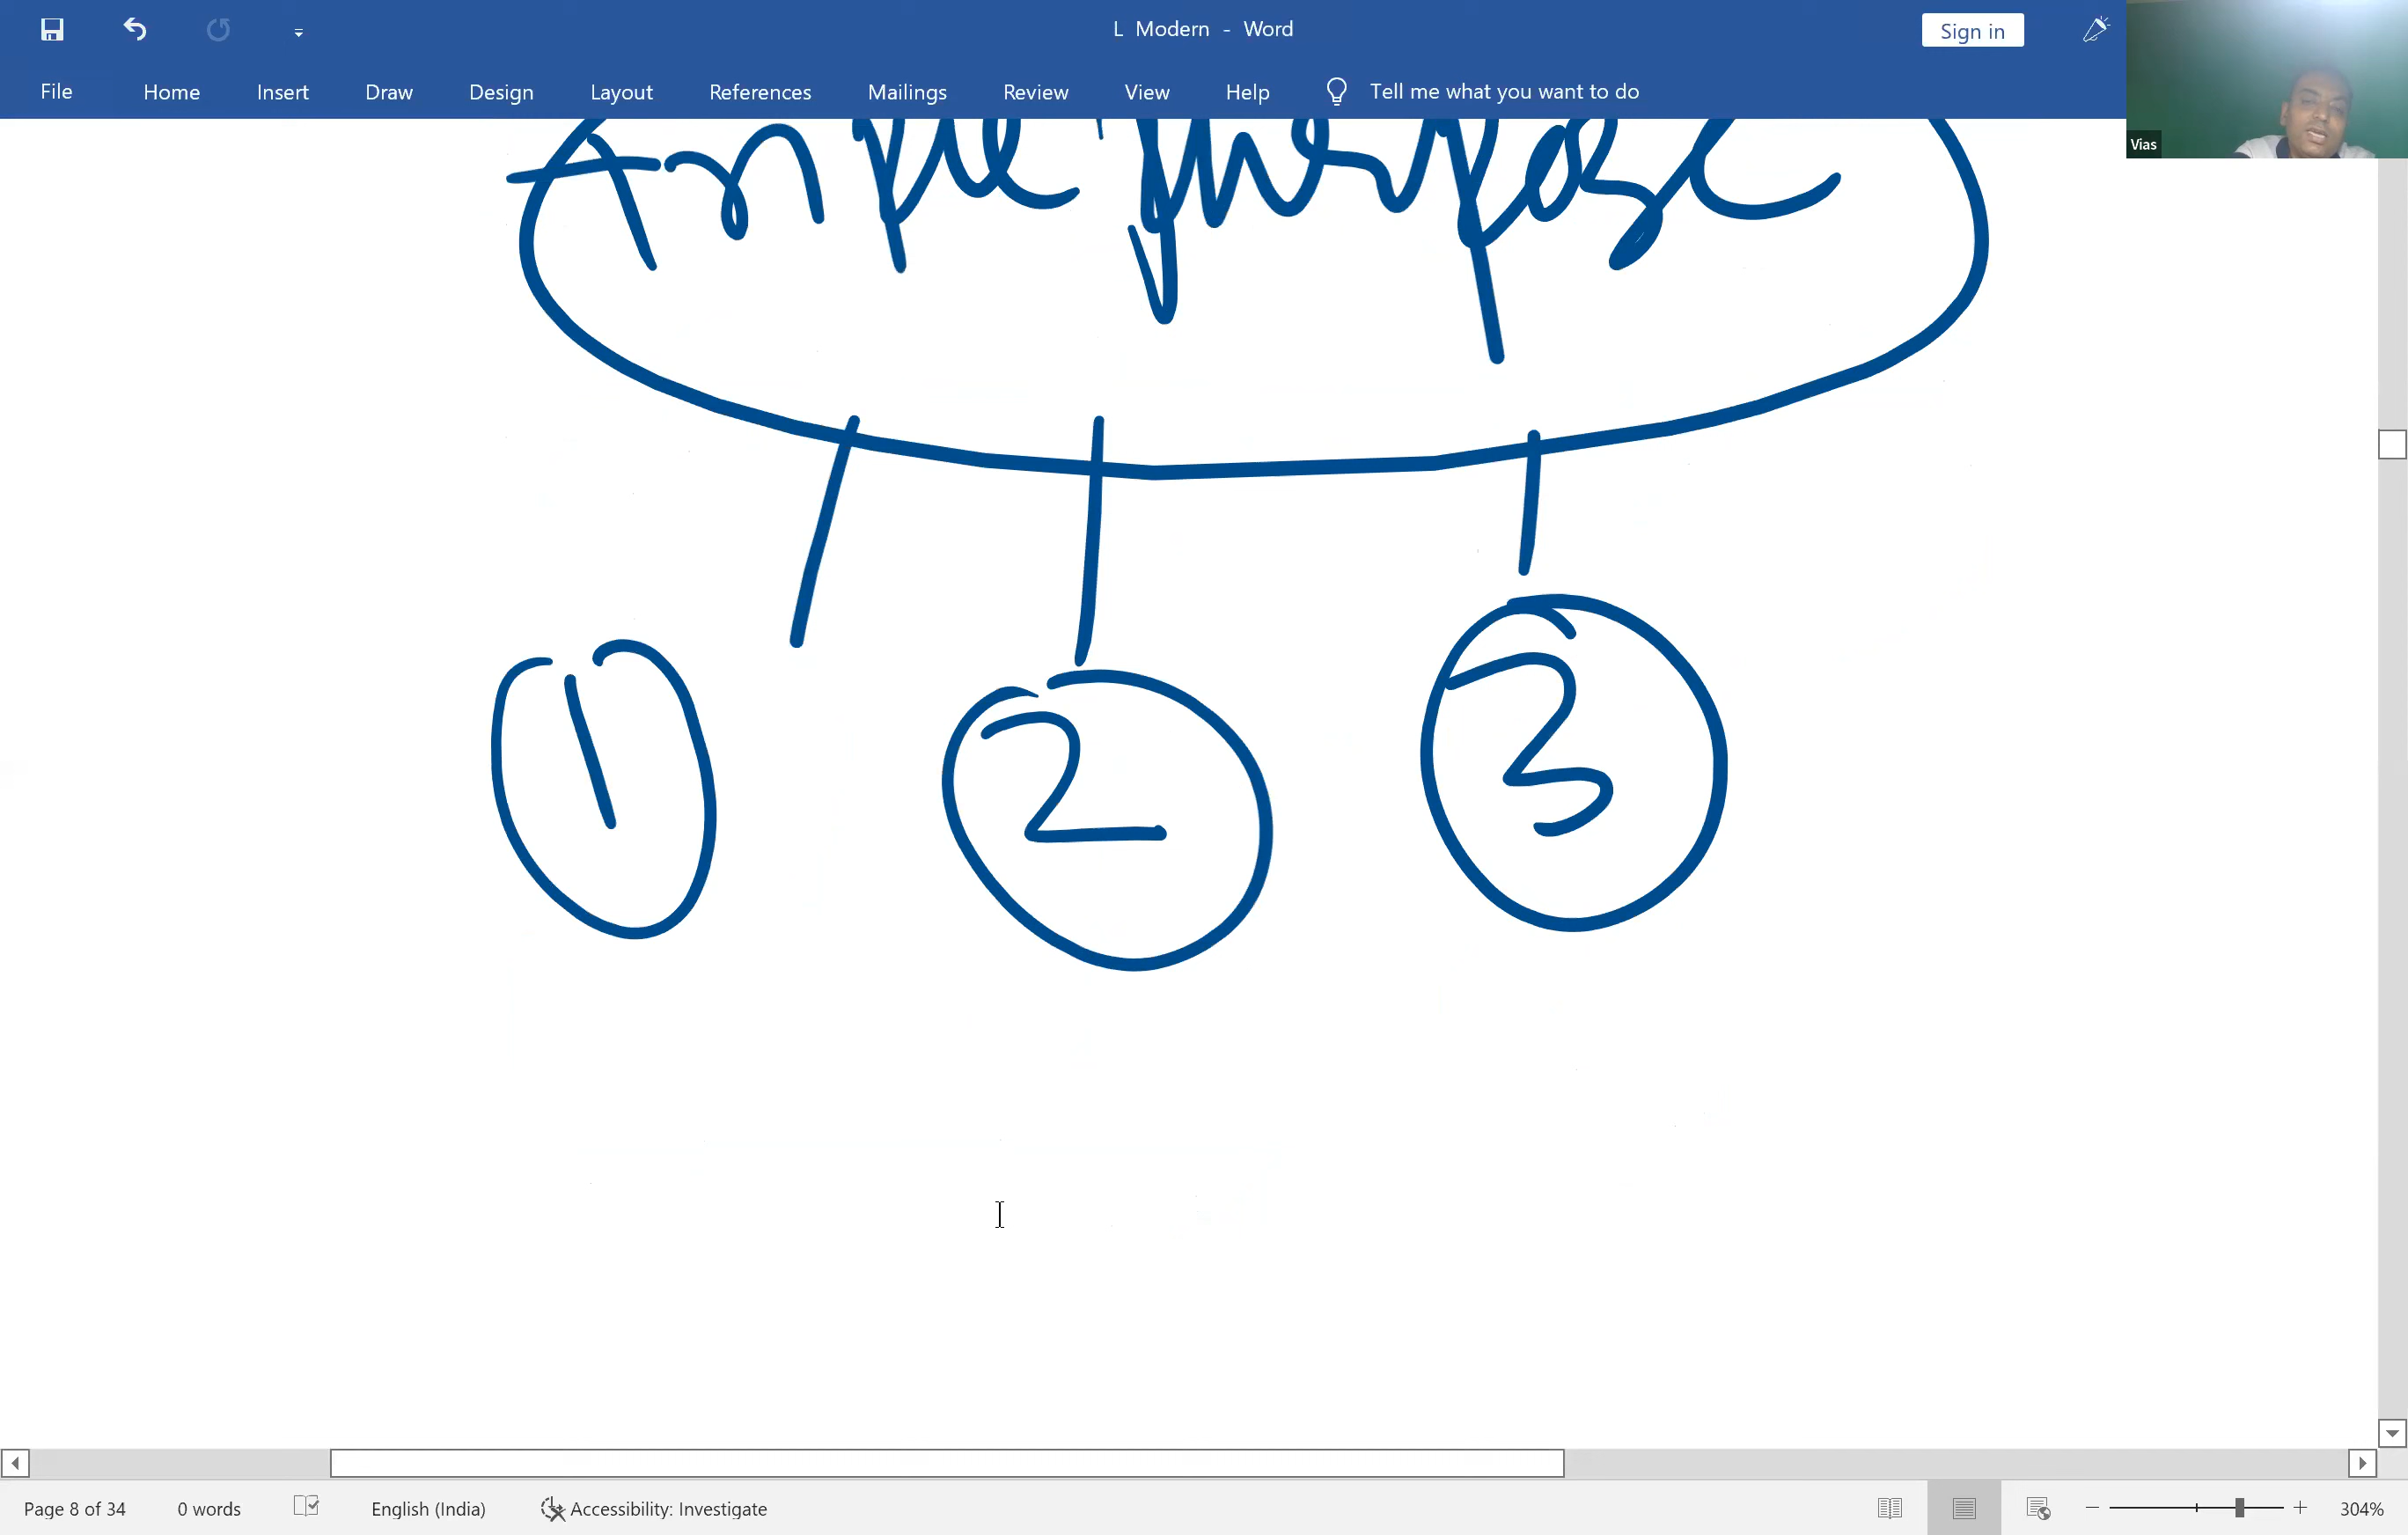 L Modern - Word
Sign in
File Home Insert Draw Design Layout References Mailings Review View Help Tell me what you want to do
Vias
1 2 3
Page 8 of 34 0 words English (India) Accessibility: Investigate 304%